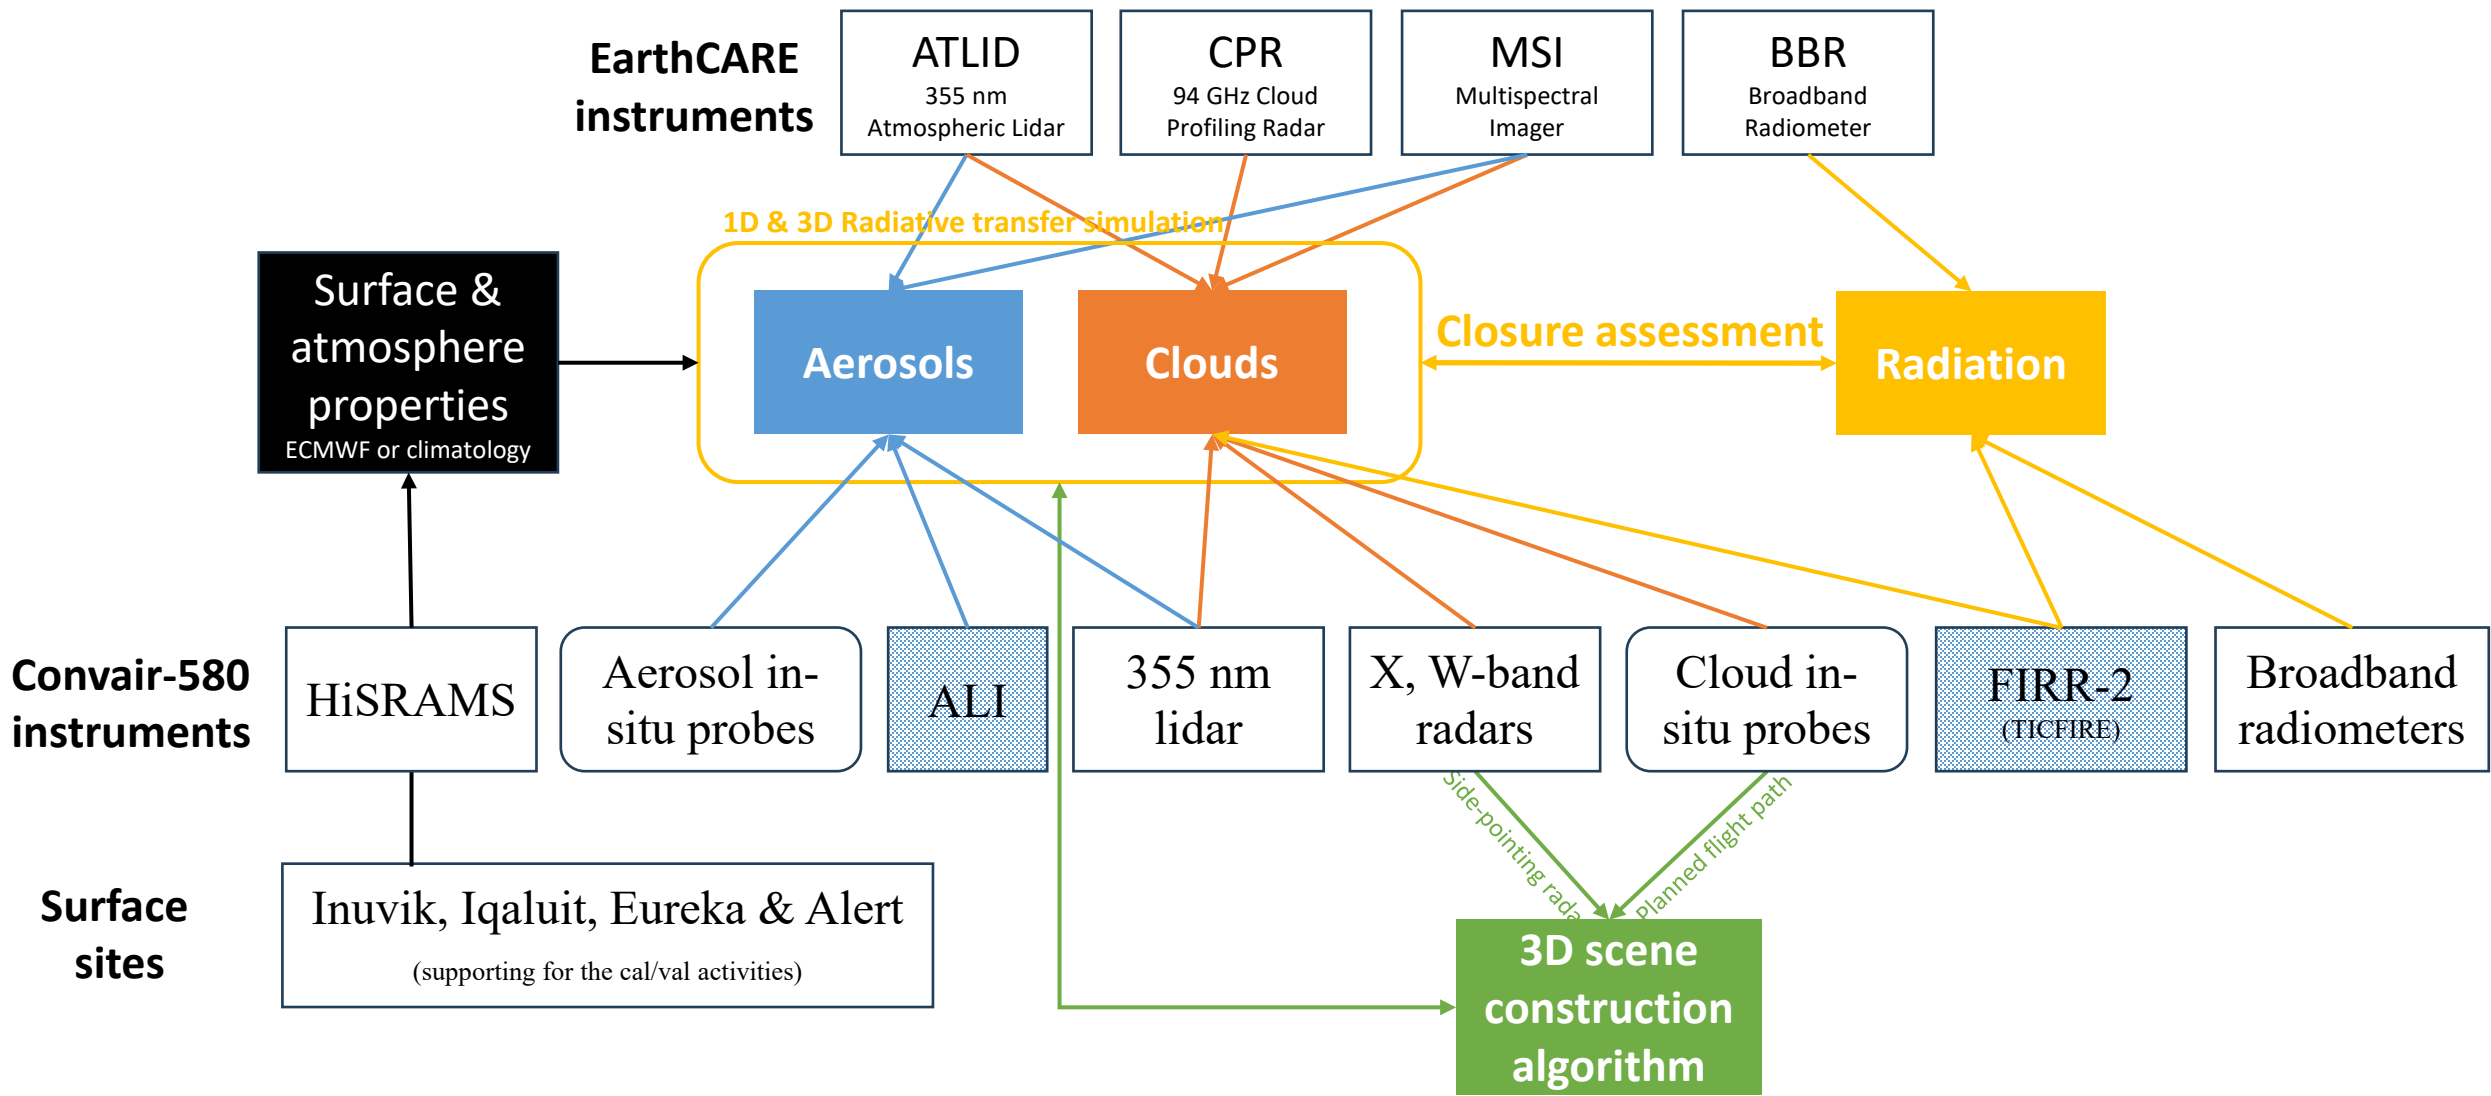 EarthCARE
instruments
ATLID
355 nm
Atmospheric Lidar
CPR
94 GHz Cloud
Profiling Radar
MSI
Multispectral
Imager
BBR
Broadband
Radiometer
1D & 3D Radiative transfer simulation
Surface &
atmosphere
properties
ECMWF or climatology
Aerosols
Clouds
Closure assessment
Radiation
Convair-580
instruments
HiSRAMS
Aerosol in-
situ probes
ALI
355 nm
lidar
X, W-band
radars
Cloud in-
situ probes
FIRR-2
(TICFIRE)
Broadband
radiometers
Side-pointing rada
Planned flight path
Surface
sites
Inuvik, Iqaluit, Eureka & Alert
(supporting for the cal/val activities)
3D scene
construction
algorithm